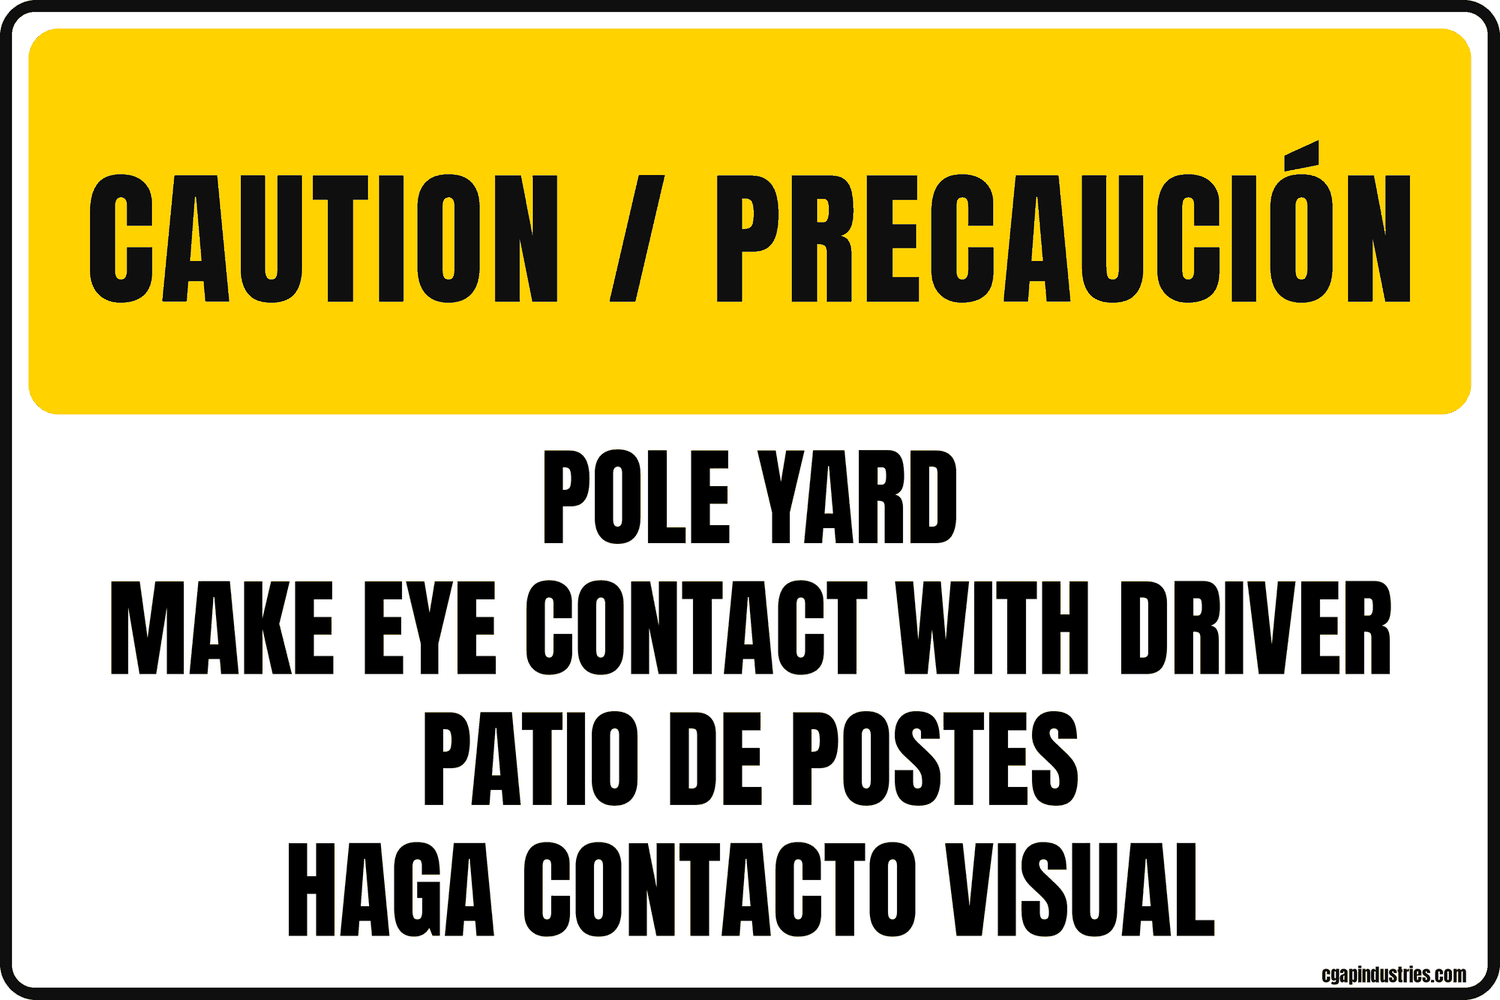 CAUTION / PRECAUCIÓN
POLE YARD
MAKE EYE CONTACT WITH DRIVER
PATIO DE POSTES
HAGA CONTACTO VISUAL
cgapindustries.com